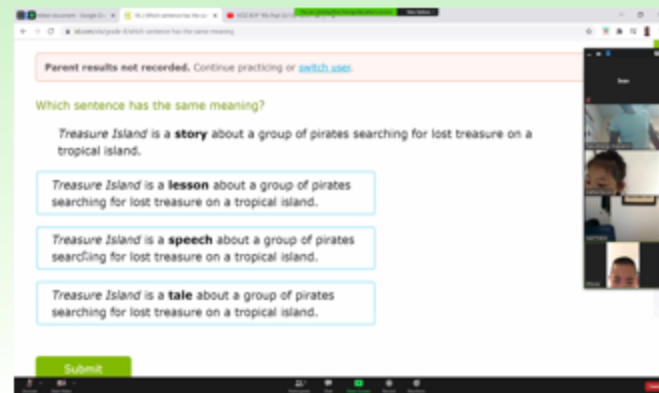 Parent results not recorded. Continue practicing or switch user.
Which sentence has the same meaning?
Treasure Island is a story about a group of pirates searching for lost treasure on a
tropical island.
Treasure Island is a lesson about a group of pirates
searching for lost treasure on a tropical island.
Treasure Island is a speech about a group of pirates
searching for lost treasure on a tropical island.
Treasure Island is a tale about a group of pirates
searching for lost treasure on a tropical island.
Submit